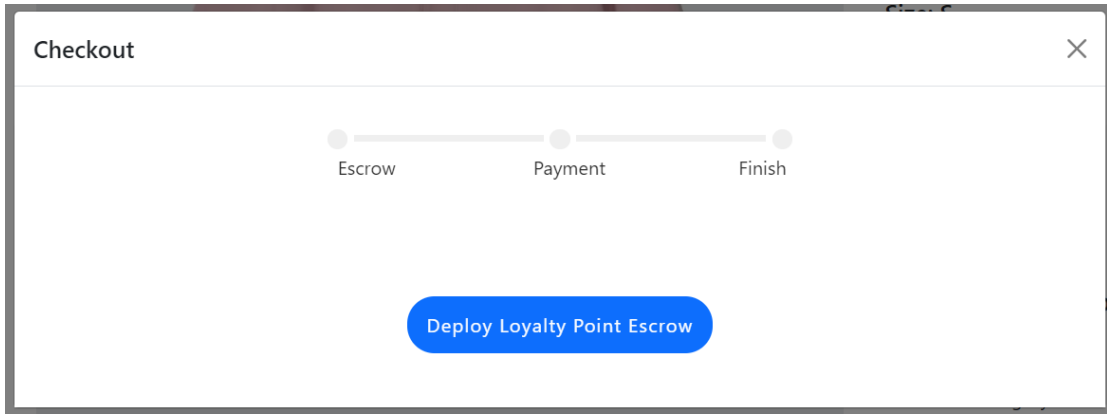 Checkout
Escrow
Payment
Finish
Deploy Loyalty Point Escrow